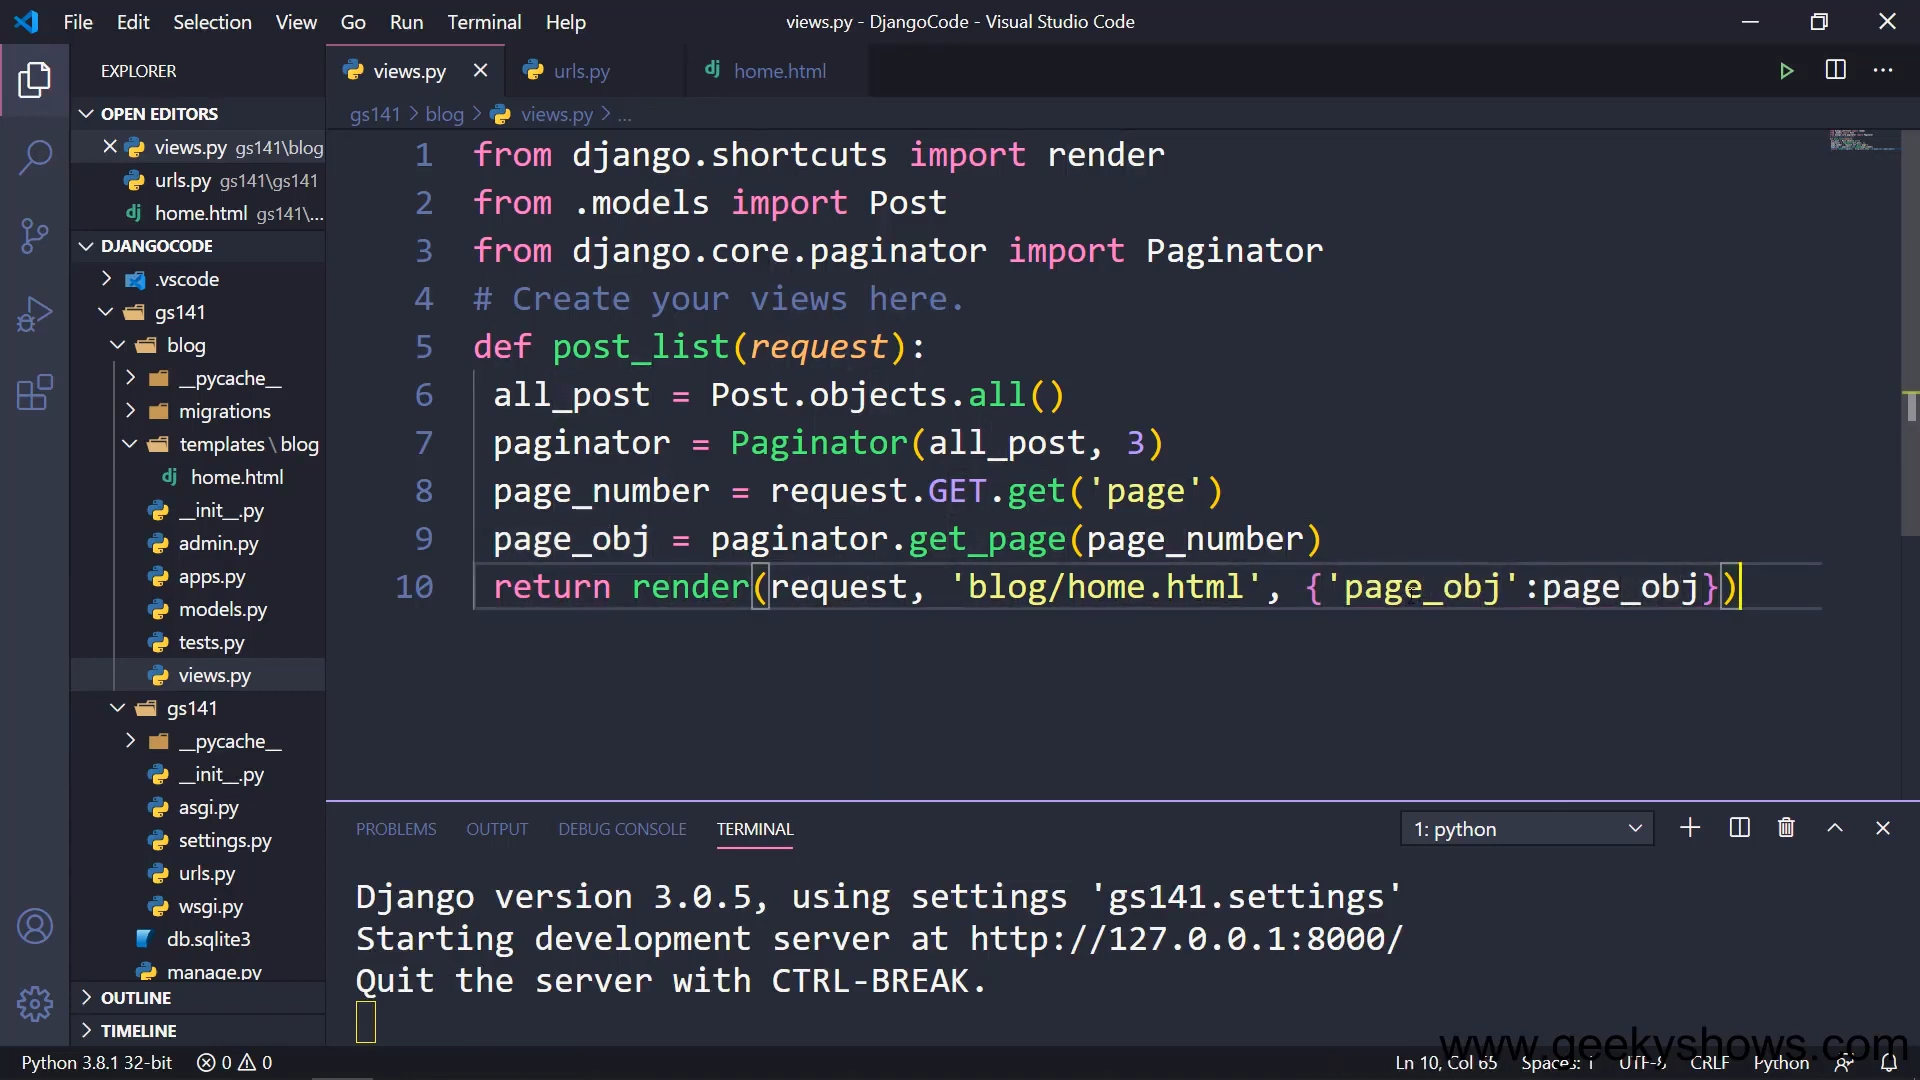 File Edit Selection View Go Run Terminal Help
views.py - DjangoCode - Visual Studio Code
EXPLORER
OPEN EDITORS
views.py gs141\blog
urls.py gs141\gs141
home.html gs141\...
DJANGOCODE
.vscode
gs141
blog
__pycache__
migrations
templates \ blog
home.html
__init__.py
admin.py
apps.py
models.py
tests.py
views.py
gs141
__pycache__
__init__.py
asgi.py
settings.py
urls.py
wsgi.py
db.sqlite3
manage.py
OUTLINE
TIMELINE
views.py urls.py home.html
gs141 > blog > views.py > ...
1 from django.shortcuts import render
2 from .models import Post
3 from django.core.paginator import Paginator
4 # Create your views here.
5 def post_list(request):
6 all_post = Post.objects.all()
7 paginator = Paginator(all_post, 3)
8 page_number = request.GET.get('page')
9 page_obj = paginator.get_page(page_number)
10 return render(request, 'blog/home.html', {'page_obj':page_obj})
PROBLEMS OUTPUT DEBUG CONSOLE TERMINAL
1: python
Django version 3.0.5, using settings 'gs141.settings'
Starting development server at http://127.0.0.1:8000/
Quit the server with CTRL-BREAK.
www.geekyshows.com
Python 3.8.1 32-bit 0 0
Ln 10, Col 65 Spaces: 1 UTF-8 CRLF Python